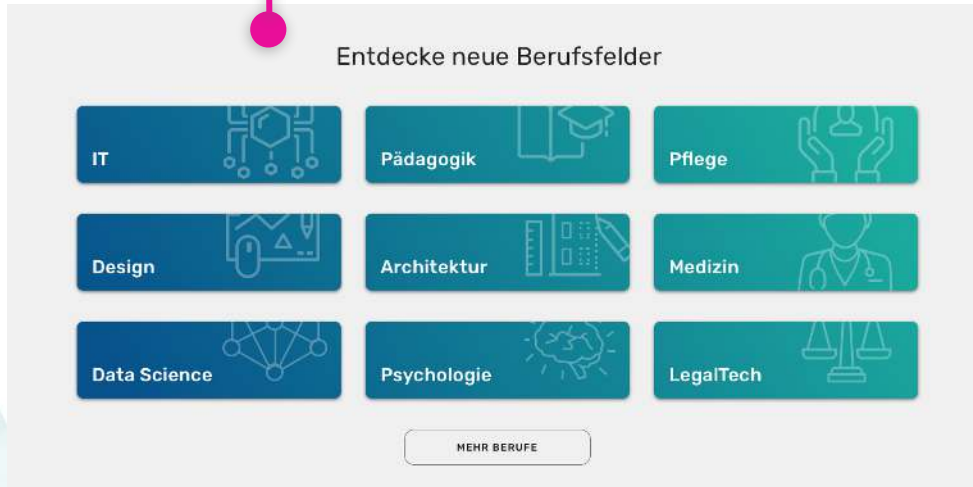 Entdecke neue Berufsfelder
IT
Pädagogik
Pflege
Design
Architektur
Medizin
Data Science
Psychologie
LegalTech
MEHR BERUFE